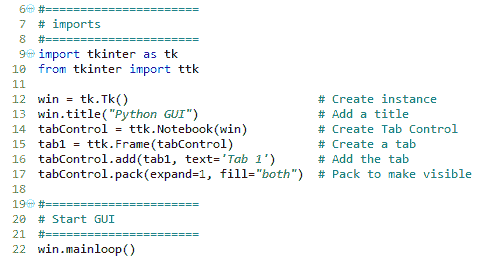 6 #======================
7 # imports
8 #======================
9 import tkinter as tk
10 from tkinter import ttk
11
12 win = tk.Tk() # Create instance
13 win.title("Python GUI") # Add a title
14 tabControl = ttk.Notebook(win) # Create Tab Control
15 tab1 = ttk.Frame(tabControl) # Create a tab
16 tabControl.add(tab1, text='Tab 1') # Add the tab
17 tabControl.pack(expand=1, fill="both") # Pack to make visible
18
19 #======================
20 # Start GUI
21 #======================
22 win.mainloop()